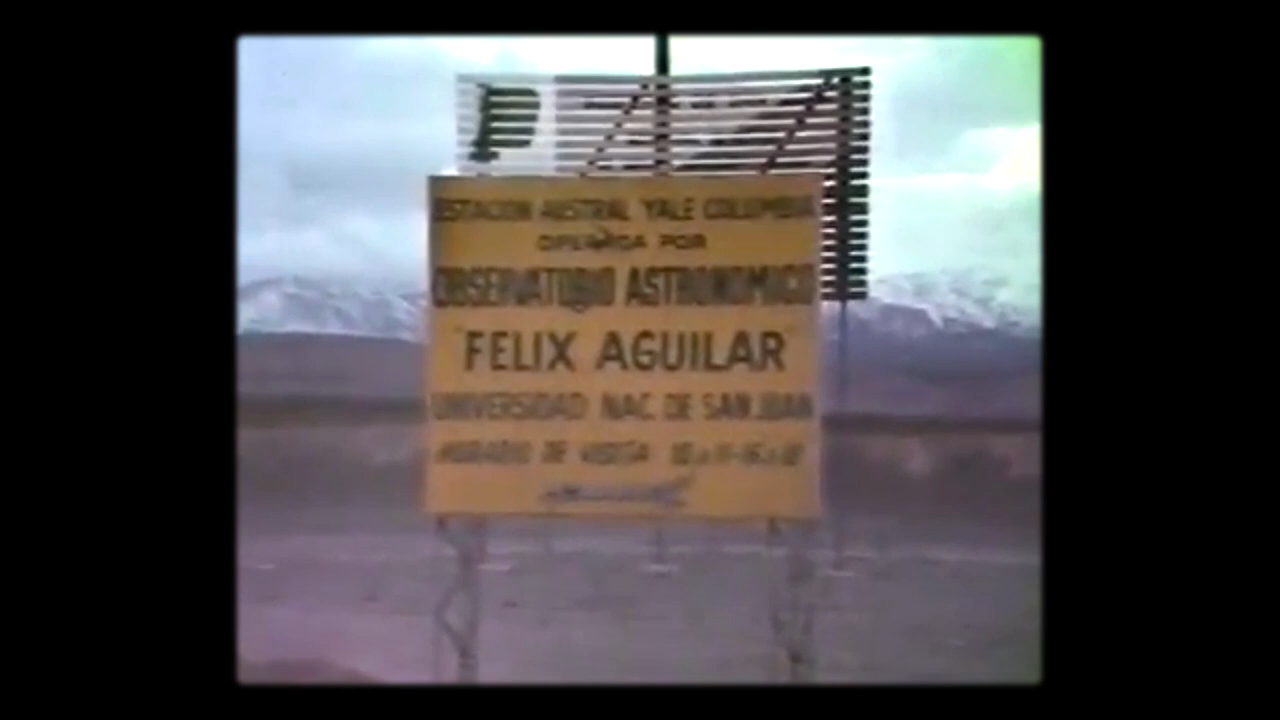 ESTACION AUSTRAL YALE COLUMBIA
OPERADA POR
OBSERVATORIO ASTRONOMICO
"FELIX AGUILAR"
UNIVERSIDAD NAC. DE SAN JUAN
HORARIO DE VISITA